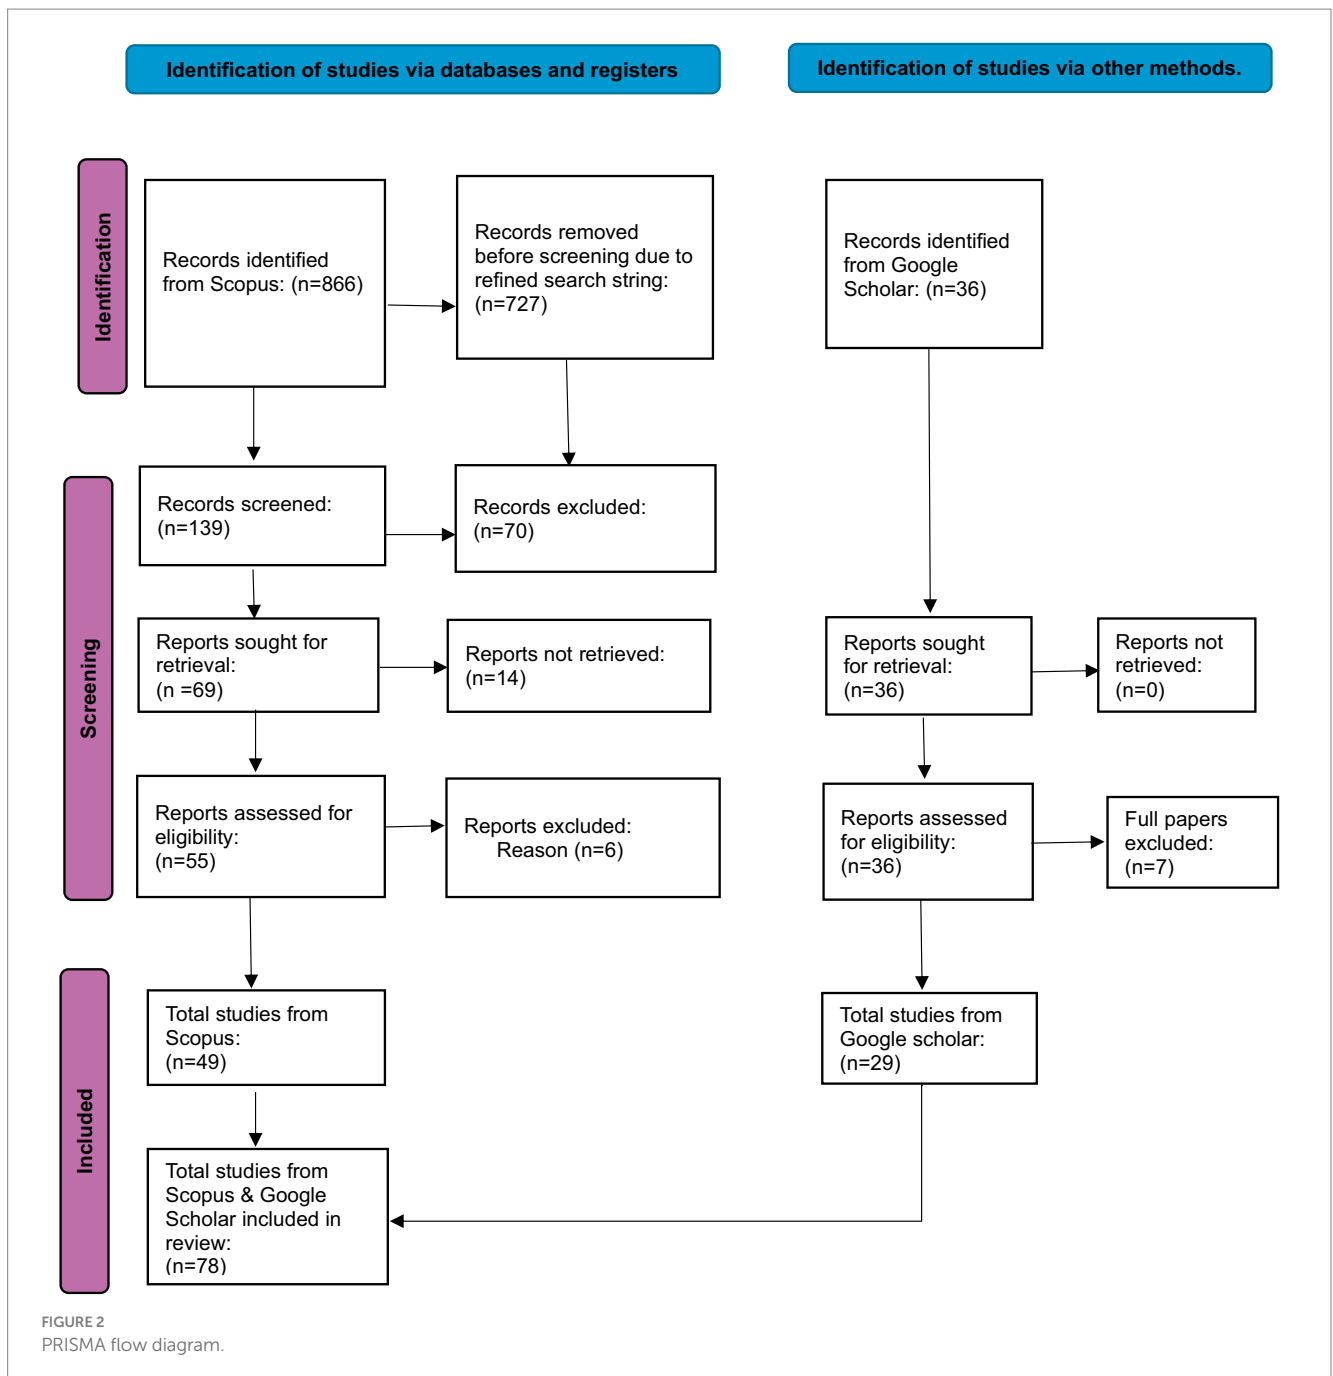 Identification of studies via databases and registers
Identification of studies via other methods.
Identification
Records identified
from Scopus: (n=866)
Records removed
before screening due to
refined search string:
(n=727)
Records identified
from Google
Scholar: (n=36)
Screening
Records screened:
(n=139)
Records excluded:
(n=70)
Reports sought for
retrieval:
(n =69)
Reports not retrieved:
(n=14)
Reports sought
for retrieval:
(n=36)
Reports not
retrieved:
(n=0)
Reports assessed for
eligibility:
(n=55)
Reports excluded:
Reason (n=6)
Reports assessed
for eligibility:
(n=36)
Full papers
excluded:
(n=7)
Included
Total studies from
Scopus:
(n=49)
Total studies from
Google scholar:
(n=29)
Total studies from
Scopus & Google
Scholar included in
review:
(n=78)
FIGURE 2
PRISMA flow diagram.